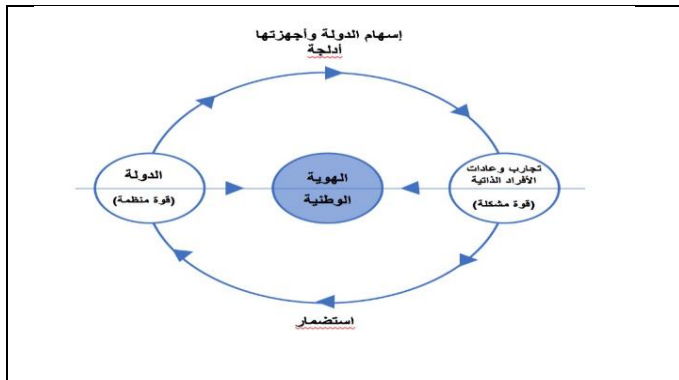 إسهام الدولة وأجهزتها
أدلجة
تجارب وعادات
الأفراد الذاتية
(قوة مشكلة)
الهوية
الوطنية
الدولة
(قوة منظمة)
استضمار